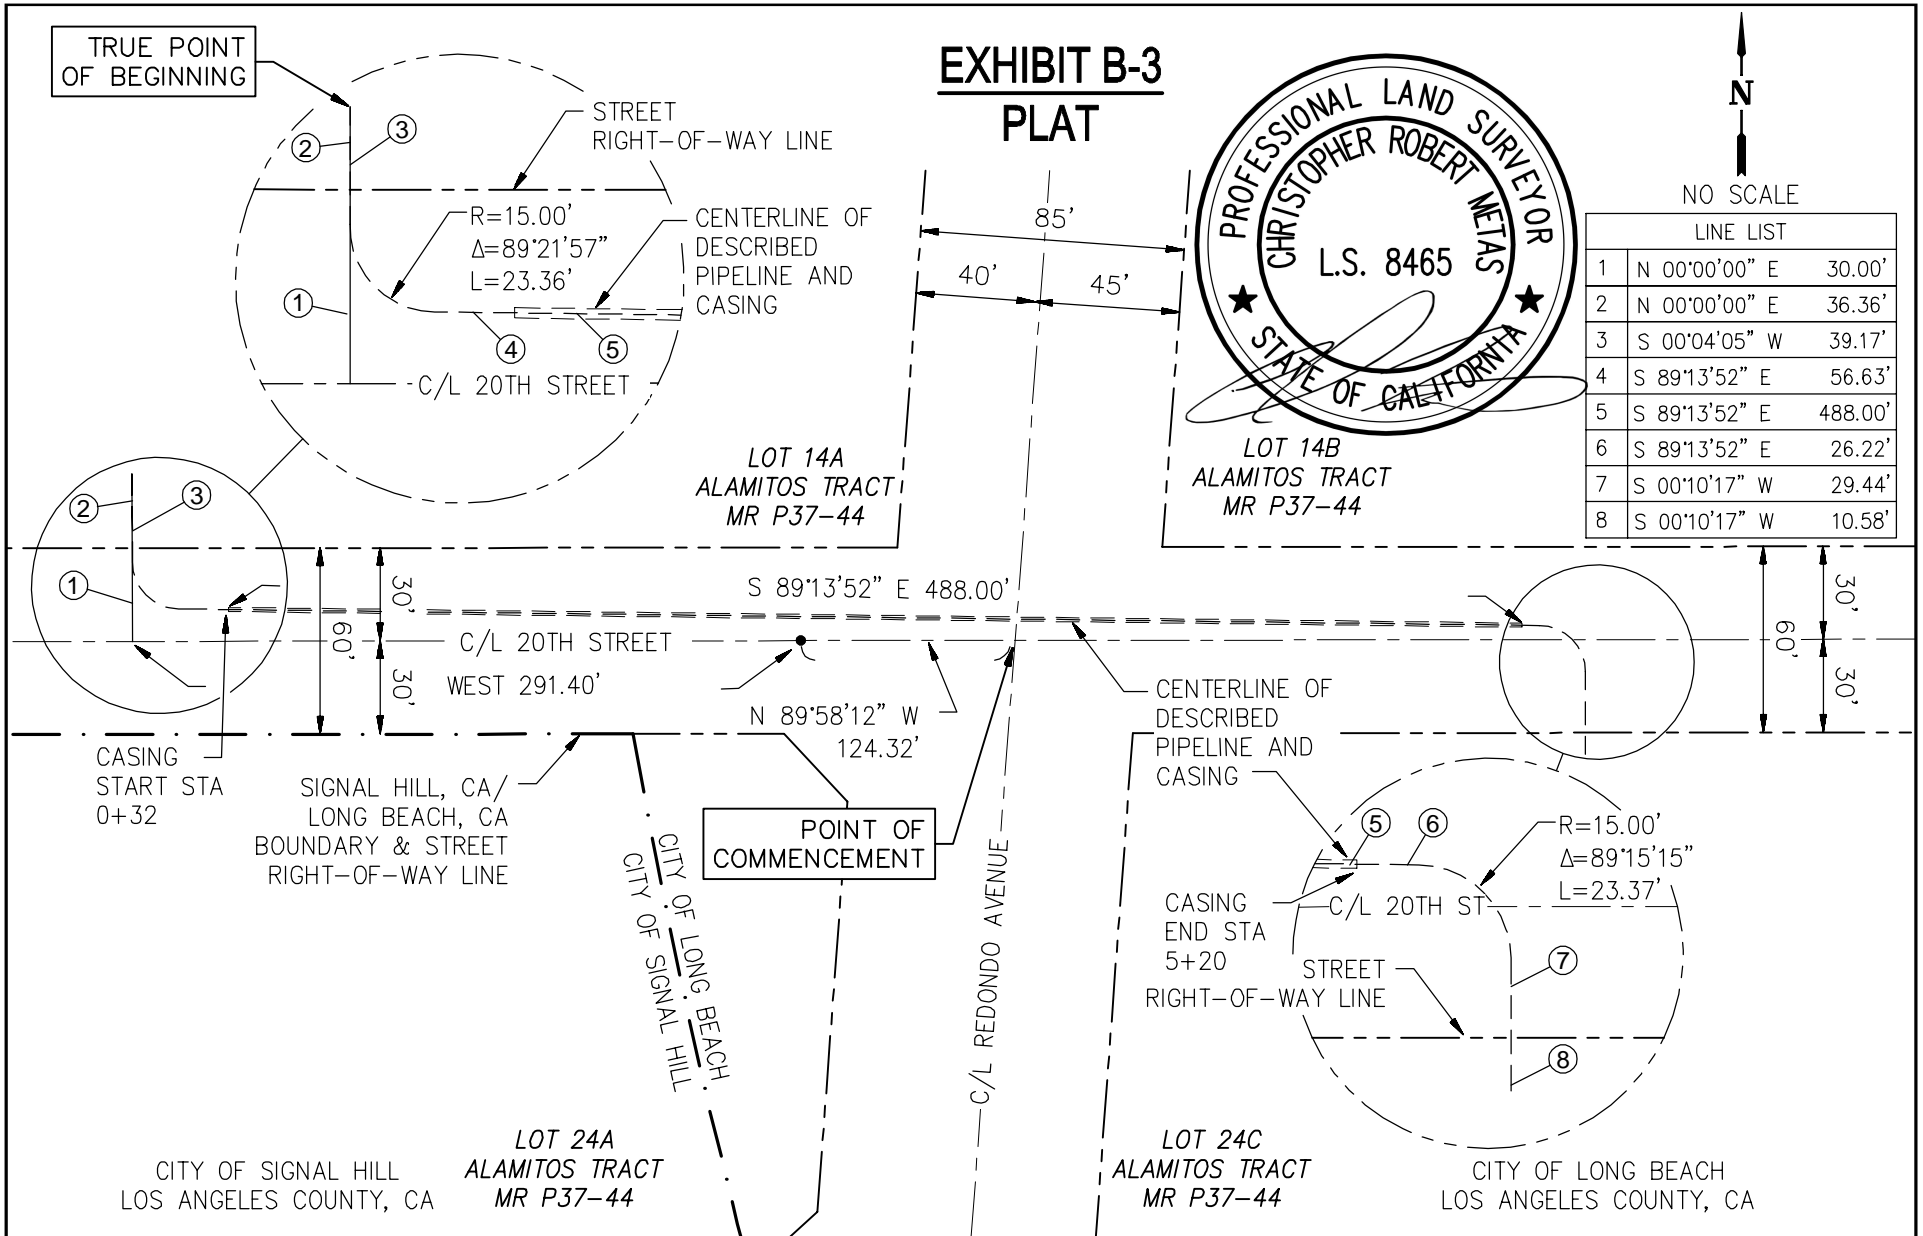 EXHIBIT B-3
PLAT
TRUE POINT
OF BEGINNING
STREET
RIGHT-OF-WAY LINE
2
3
R=15.00'
Δ=89°21'57"
L=23.36'
CENTERLINE OF
DESCRIBED
PIPELINE AND
CASING
1
4
5
C/L 20TH STREET
85'
40'
45'
PROFESSIONAL LAND SURVEYOR
CHRISTOPHER ROBERT METAS
L.S. 8465
STATE OF CALIFORNIA
N
NO SCALE
LINE LIST
1 N 00°00'00" E 30.00'
2 N 00°00'00" E 36.36'
3 S 00°04'05" W 39.17'
4 S 89°13'52" E 56.63'
5 S 89°13'52" E 488.00'
6 S 89°13'52" E 26.22'
7 S 00°10'17" W 29.44'
8 S 00°10'17" W 10.58'
LOT 14A
ALAMITOS TRACT
MR P37-44
LOT 14B
ALAMITOS TRACT
MR P37-44
2
3
1
30'
60'
30'
S 89°13'52" E 488.00'
C/L 20TH STREET
WEST 291.40'
N 89°58'12" W
124.32'
30'
60'
30'
CASING
START STA
0+32
SIGNAL HILL, CA/
LONG BEACH, CA
BOUNDARY & STREET
RIGHT-OF-WAY LINE
CITY OF LONG BEACH
CITY OF SIGNAL HILL
POINT OF
COMMENCEMENT
C/L REDONDO AVENUE
CENTERLINE OF
DESCRIBED
PIPELINE AND
CASING
5
6
R=15.00'
Δ=89°15'15"
L=23.37'
C/L 20TH ST
CASING
END STA
5+20
STREET
RIGHT-OF-WAY LINE
7
8
CITY OF SIGNAL HILL
LOS ANGELES COUNTY, CA
LOT 24A
ALAMITOS TRACT
MR P37-44
LOT 24C
ALAMITOS TRACT
MR P37-44
CITY OF LONG BEACH
LOS ANGELES COUNTY, CA